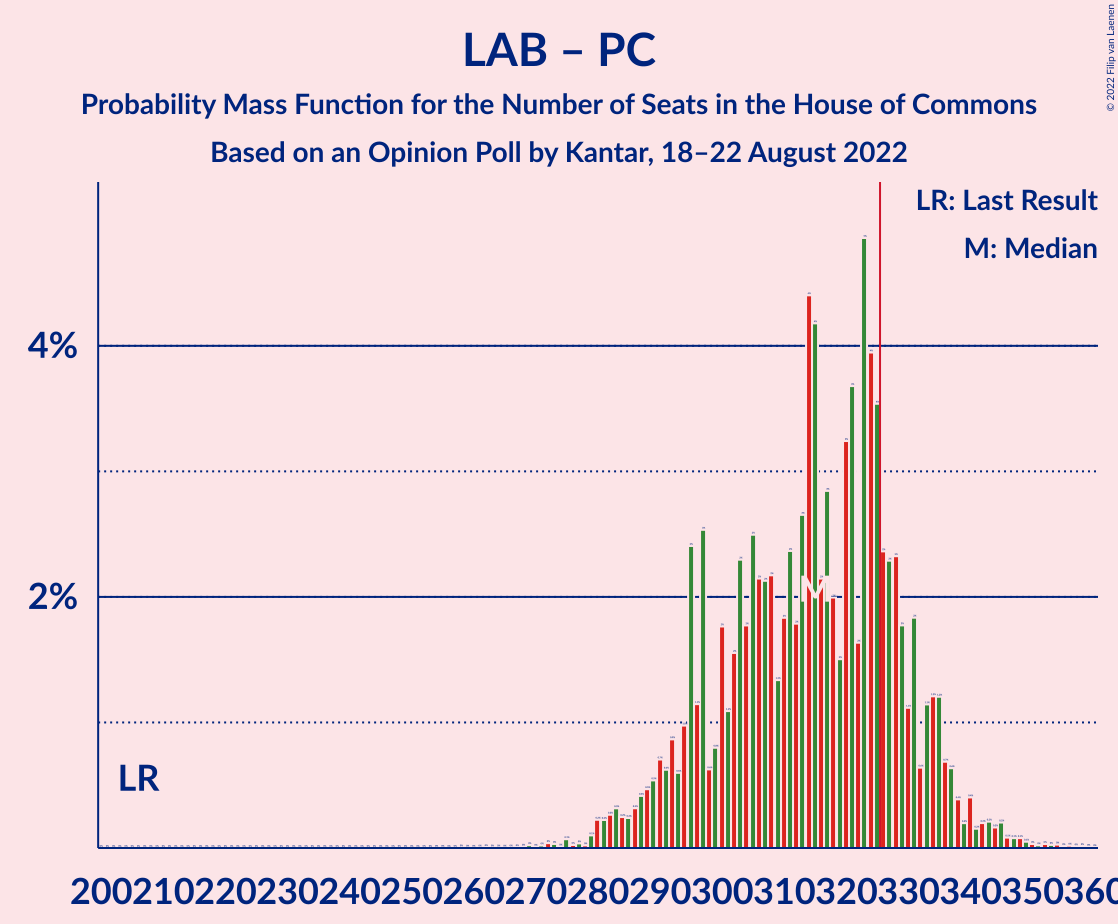 LAB – PC
Probability Mass Function for the Number of Seats in the House of Commons
Based on an Opinion Poll by Kantar, 18–22 August 2022
© 2022 Filip van Laenen
LR: Last Result
M: Median
4%
2%
M
LR
200210220230240250260270280290300310320330340350360